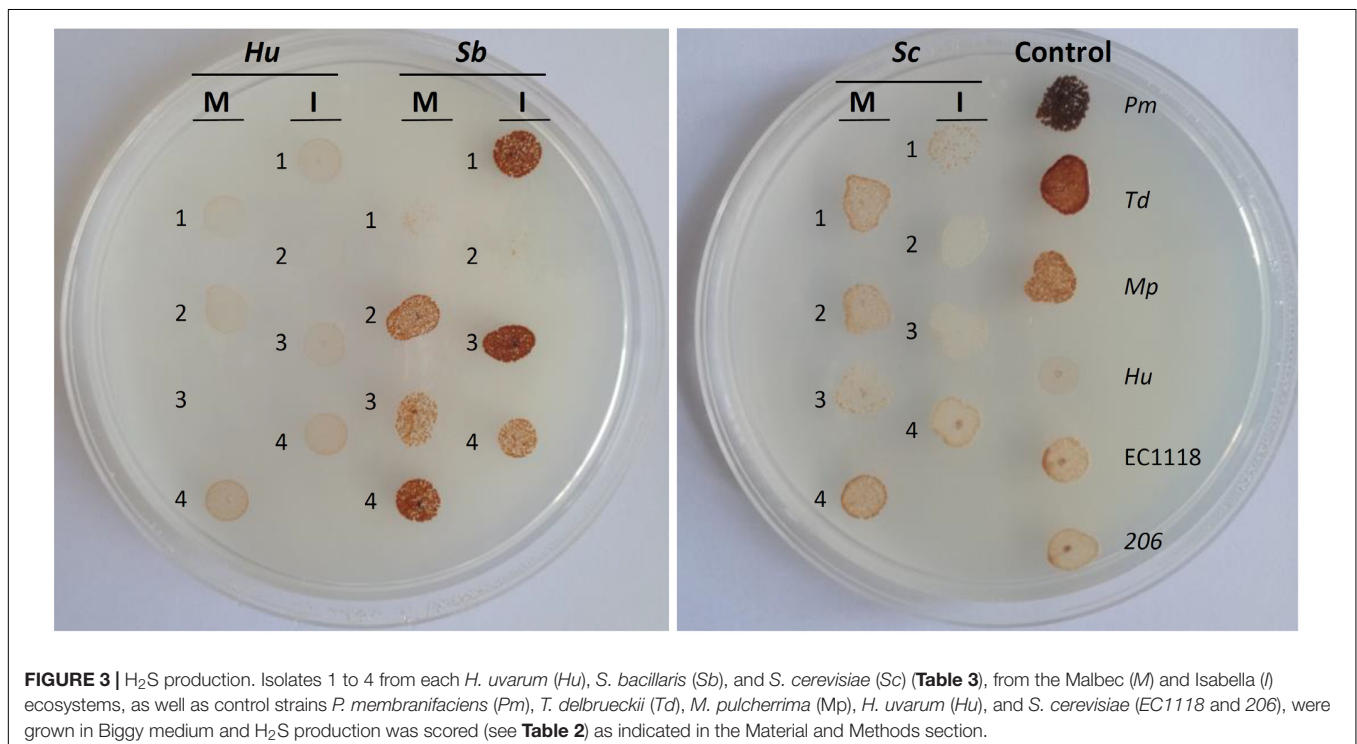 Hu Sb
M I M I
1 1
1 1
2 2
2 2
3 3
3 3
4 4
4 4
Sc Control
M I
Pm
1
Td
1
2
Mp
2
3
Hu
3
4
EC1118
4
206
FIGURE 3 | H₂S production. Isolates 1 to 4 from each H. uvarum (Hu), S. bacillaris (Sb), and S. cerevisiae (Sc) (Table 3), from the Malbec (M) and Isabella (I)
ecosystems, as well as control strains P. membranifaciens (Pm), T. delbrueckii (Td), M. pulcherrima (Mp), H. uvarum (Hu), and S. cerevisiae (EC1118 and 206), were
grown in Biggy medium and H₂S production was scored (see Table 2) as indicated in the Material and Methods section.